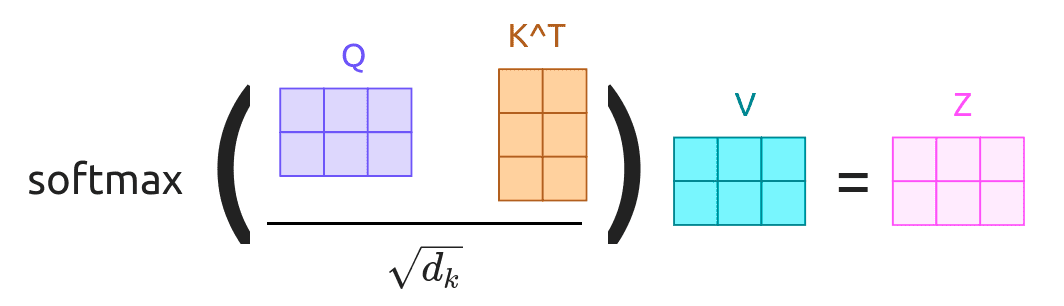 Q K^T
softmax ( ) V = Z
√d_k